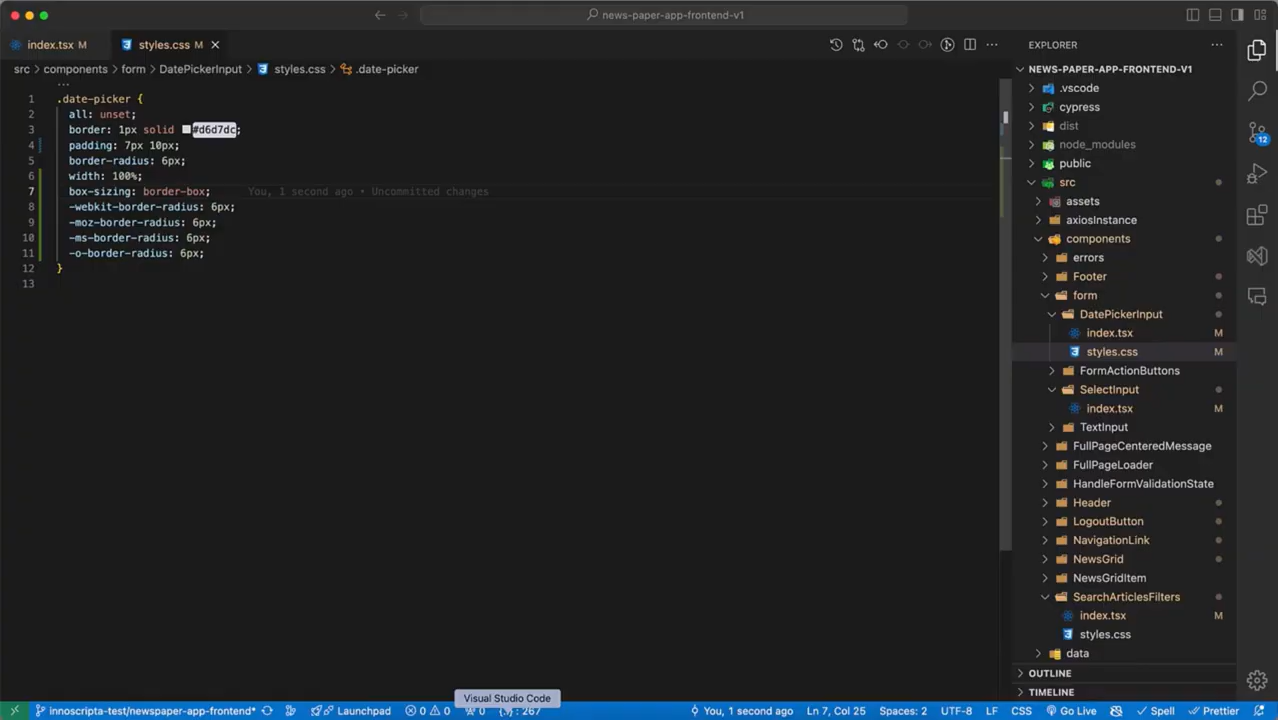 news-paper-app-frontend-v1
index.tsx M
styles.css M
EXPLORER
src > components > form > DatePickerInput > styles.css > .date-picker
...
1 .date-picker {
2 all: unset;
3 border: 1px solid #d6d7dc;
4 padding: 7px 10px;
5 border-radius: 6px;
6 width: 100%;
7 box-sizing: border-box; You, 1 second ago • Uncommitted changes
8 -webkit-border-radius: 6px;
9 -moz-border-radius: 6px;
10 -ms-border-radius: 6px;
11 -o-border-radius: 6px;
12 }
13
NEWS-PAPER-APP-FRONTEND-V1
.vscode
cypress
dist
node_modules
public
src
assets
axiosInstance
components
errors
Footer
form
DatePickerInput
index.tsx M
styles.css M
FormActionButtons
SelectInput
index.tsx M
TextInput
FullPageCenteredMessage
FullPageLoader
HandleFormValidationState
Header
LogoutButton
NavigationLink
NewsGrid
NewsGridItem
SearchArticlesFilters
index.tsx M
styles.css
data
OUTLINE
TIMELINE
12
Visual Studio Code
innoscripta-test/newspaper-app-frontend* Launchpad 0 0 0 : 267 You, 1 second ago Ln 7, Col 25 Spaces: 2 UTF-8 LF CSS Go Live Spell Prettier